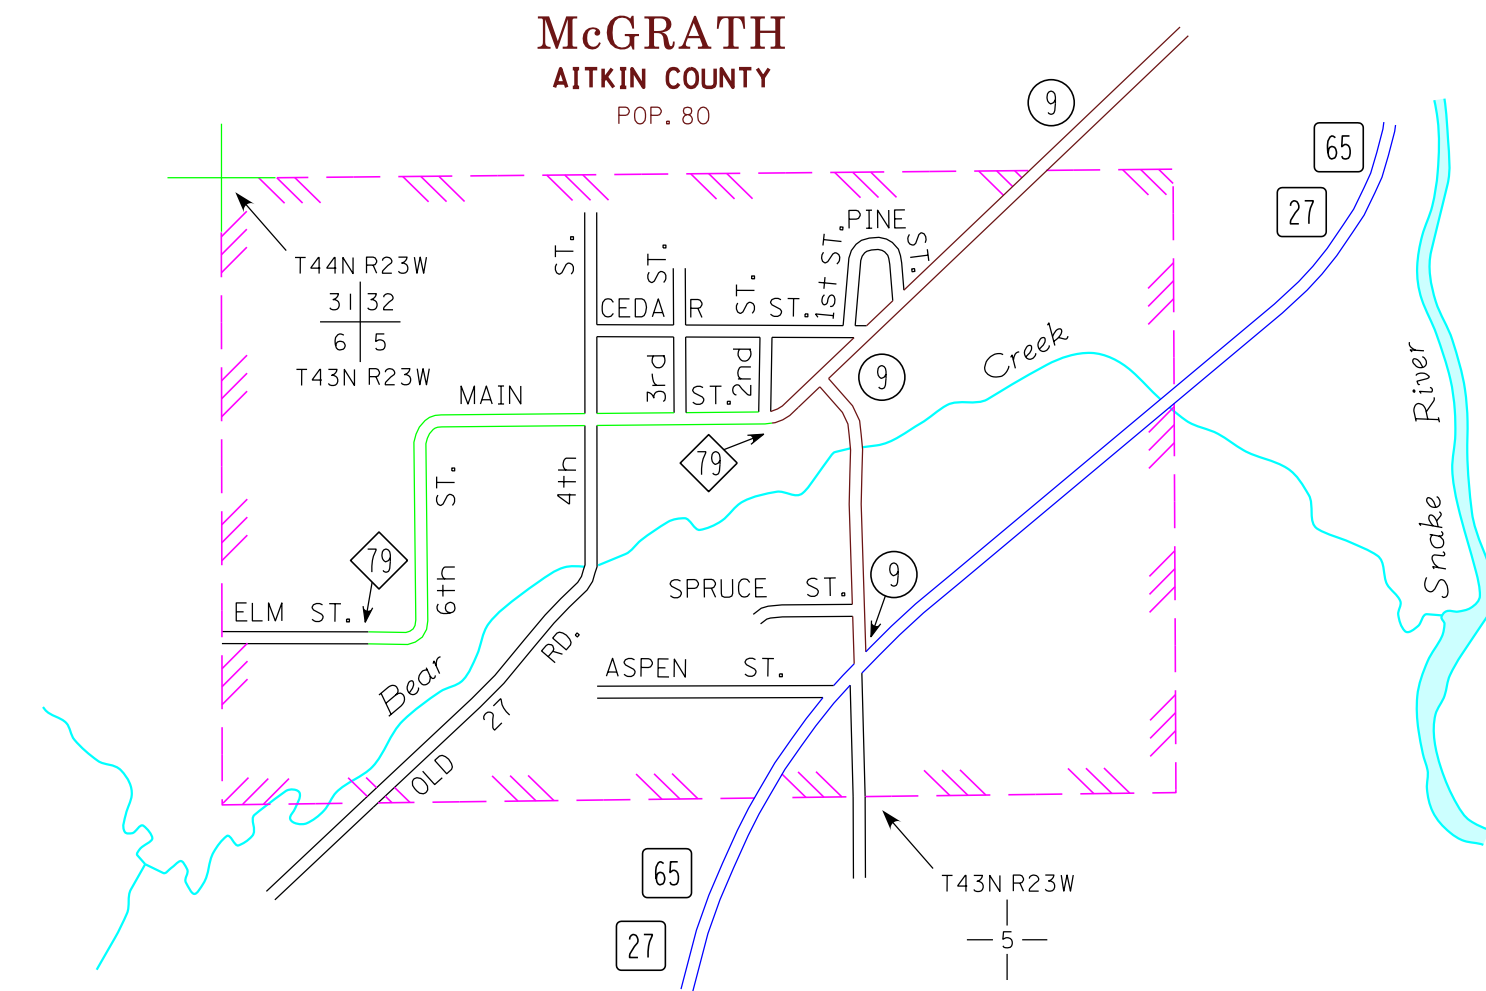 McGRATH
AITKIN COUNTY
POP. 80
9
65
27
T44N R23W
31 32
6 5
T43N R23W
ST.
ST.
ST.
1st ST.
PINE
ST.
CEDAR ST.
3rd
2nd
MAIN ST.
9
79
Creek
River
Snake
4th
ST.
6th
79
ELM ST.
SPRUCE ST.
9
ASPEN ST.
Bear
RD.
27
OLD
65
27
T43N R23W
5